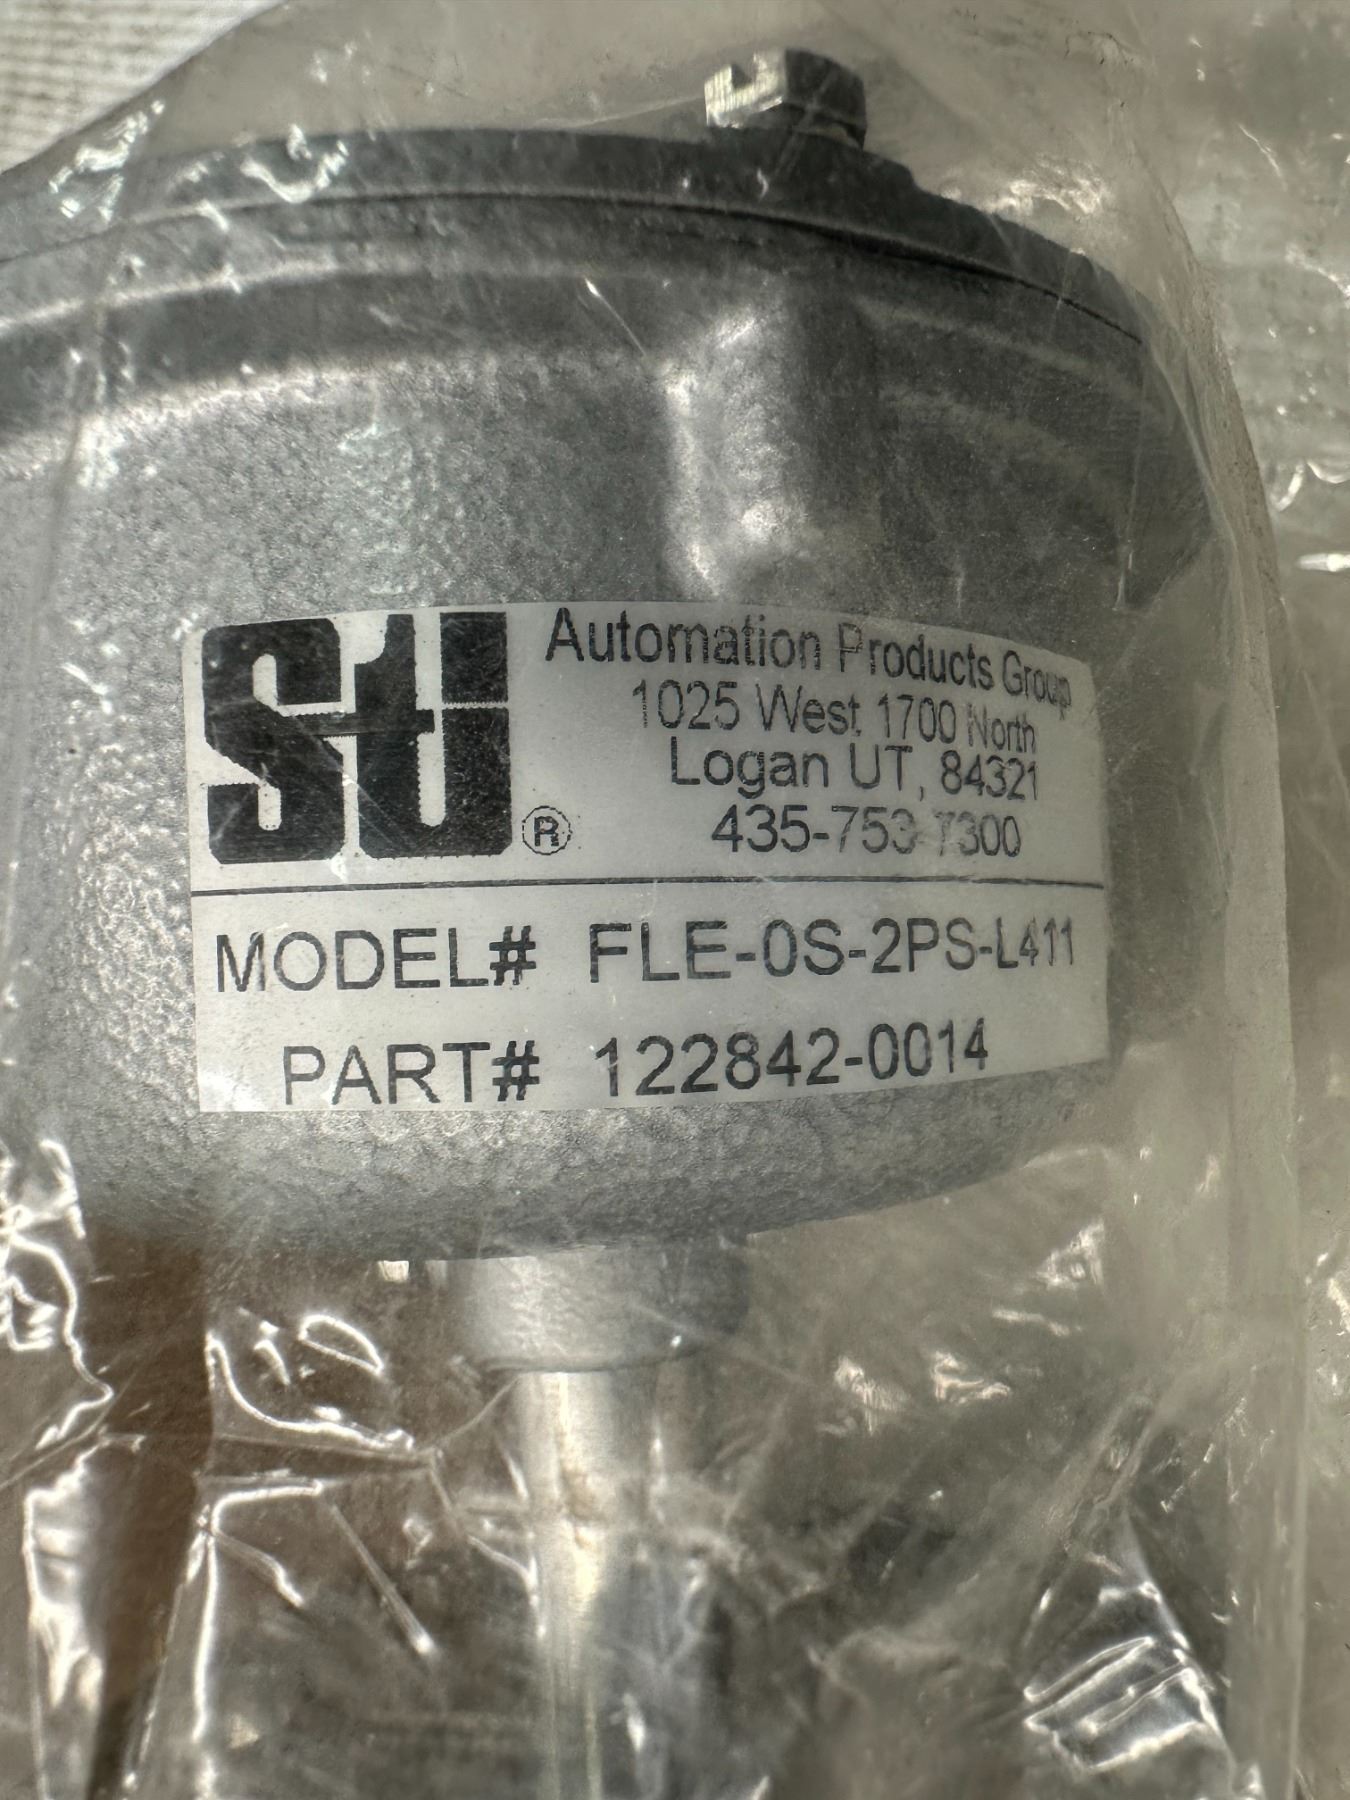 Sti®
Automation Products Group
1025 West 1700 North
Logan UT, 84321
435-753-7300
MODEL# FLE-0S-2PS-L411
PART# 122842-0014